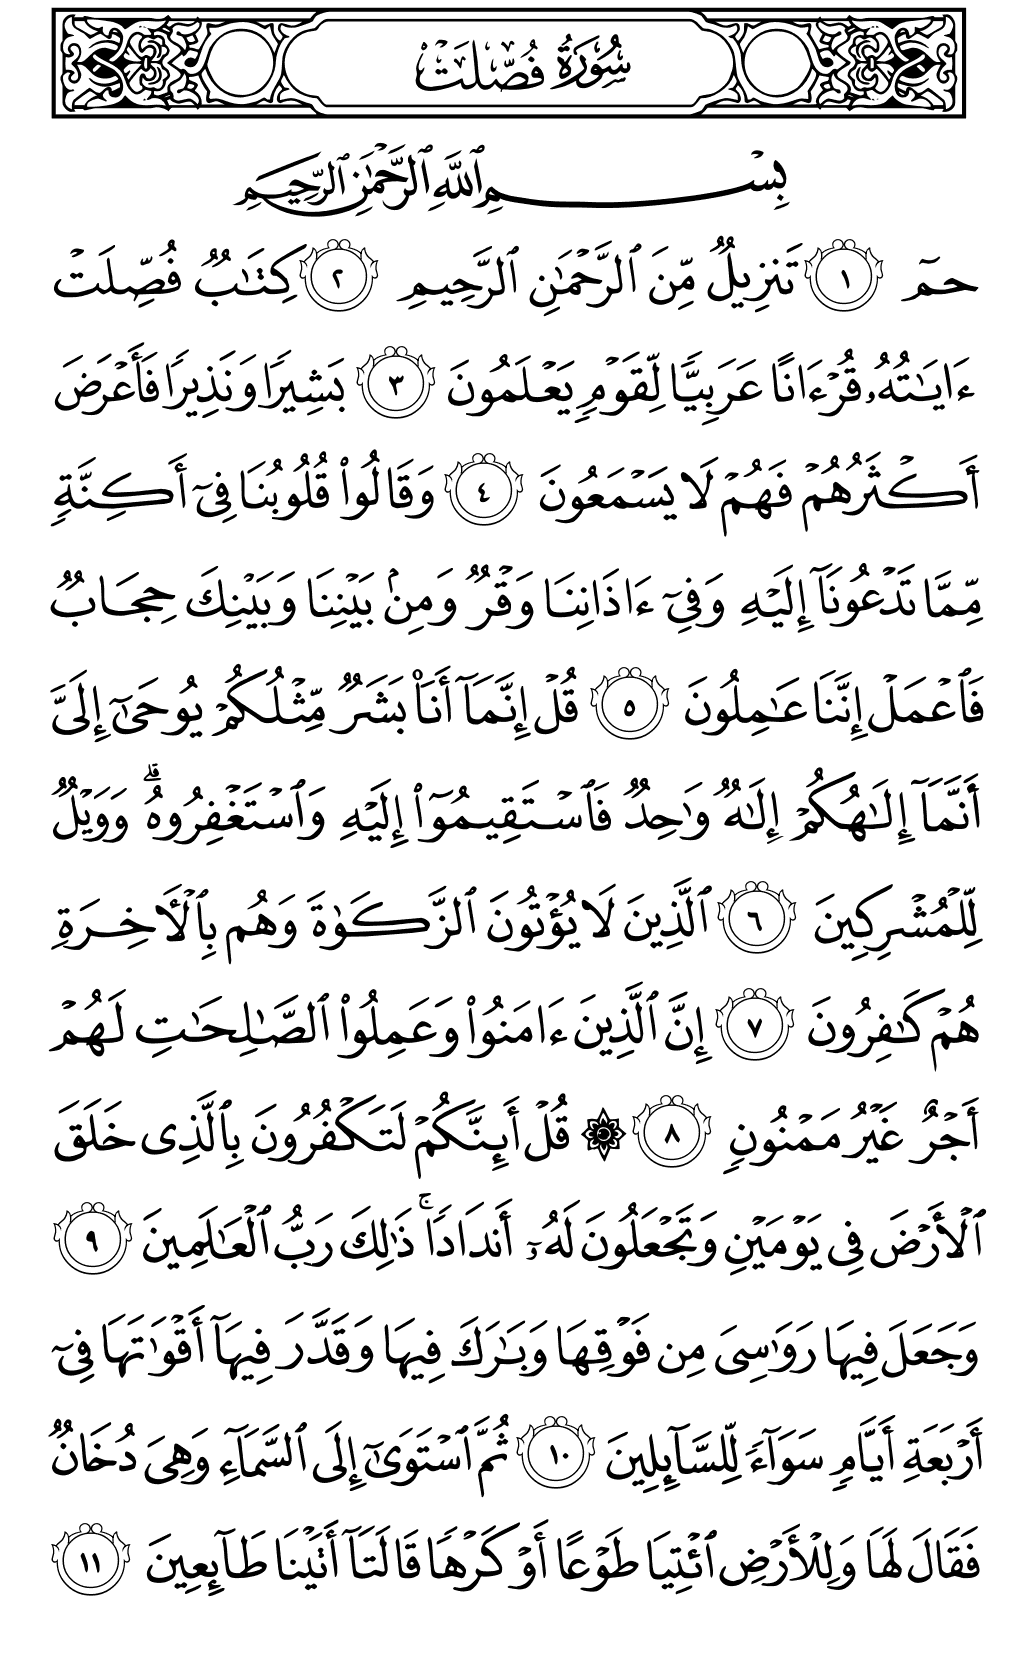 سُورَةُ فُصِّلَتْ
بِسْمِ ٱللَّهِ ٱلرَّحْمَٰنِ ٱلرَّحِيمِ
حمٓ ١ تَنزِيلٌ مِّنَ ٱلرَّحْمَٰنِ ٱلرَّحِيمِ ٢ كِتَٰبٌ فُصِّلَتْ
ءَايَٰتُهُۥ قُرْءَانًا عَرَبِيًّا لِّقَوْمٍ يَعْلَمُونَ ٣ بَشِيرًا وَنَذِيرًا فَأَعْرَضَ
أَكْثَرُهُمْ فَهُمْ لَا يَسْمَعُونَ ٤ وَقَالُوا۟ قُلُوبُنَا فِىٓ أَكِنَّةٍ
مِّمَّا تَدْعُونَآ إِلَيْهِ وَفِىٓ ءَاذَانِنَا وَقْرٌ وَمِنۢ بَيْنِنَا وَبَيْنِكَ حِجَابٌ
فَٱعْمَلْ إِنَّنَا عَٰمِلُونَ ٥ قُلْ إِنَّمَآ أَنَا۠ بَشَرٌ مِّثْلُكُمْ يُوحَىٰٓ إِلَىَّ
أَنَّمَآ إِلَٰهُكُمْ إِلَٰهٌ وَٰحِدٌ فَٱسْتَقِيمُوٓا۟ إِلَيْهِ وَٱسْتَغْفِرُوهُ ۗ وَوَيْلٌ
لِّلْمُشْرِكِينَ ٦ ٱلَّذِينَ لَا يُؤْتُونَ ٱلزَّكَوٰةَ وَهُم بِٱلْأَخِرَةِ
هُمْ كَٰفِرُونَ ٧ إِنَّ ٱلَّذِينَ ءَامَنُوا۟ وَعَمِلُوا۟ ٱلصَّٰلِحَٰتِ لَهُمْ
أَجْرٌ غَيْرُ مَمْنُونٍ ٨ ۞ قُلْ أَئِنَّكُمْ لَتَكْفُرُونَ بِٱلَّذِى خَلَقَ
ٱلْأَرْضَ فِى يَوْمَيْنِ وَتَجْعَلُونَ لَهُۥٓ أَندَادًا ۚ ذَٰلِكَ رَبُّ ٱلْعَٰلَمِينَ ٩
وَجَعَلَ فِيهَا رَوَٰسِىَ مِن فَوْقِهَا وَبَٰرَكَ فِيهَا وَقَدَّرَ فِيهَآ أَقْوَٰتَهَا فِىٓ
أَرْبَعَةِ أَيَّامٍ سَوَآءً لِّلسَّآئِلِينَ ١٠ ثُمَّ ٱسْتَوَىٰٓ إِلَى ٱلسَّمَآءِ وَهِىَ دُخَانٌ
فَقَالَ لَهَا وَلِلْأَرْضِ ٱئْتِيَا طَوْعًا أَوْ كَرْهًا قَالَتَآ أَتَيْنَا طَآئِعِينَ ١١